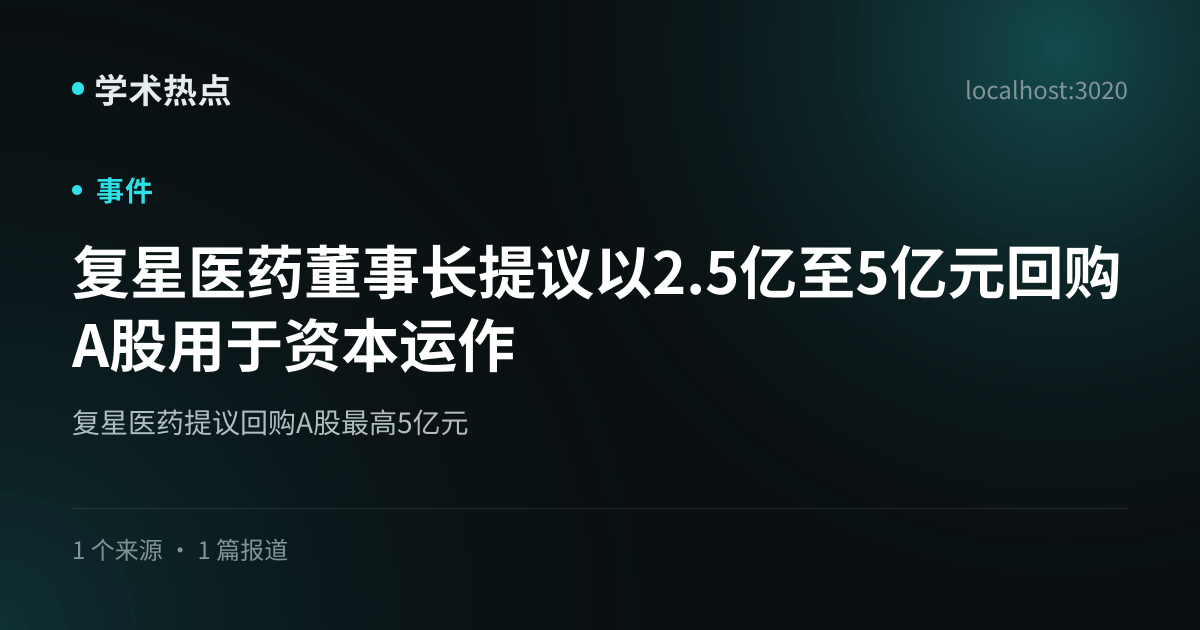 学术热点
localhost:3020
事件
复星医药董事长提议以2.5亿至5亿元回购
A股用于资本运作
复星医药提议回购A股最高5亿元
1 个来源 · 1 篇报道